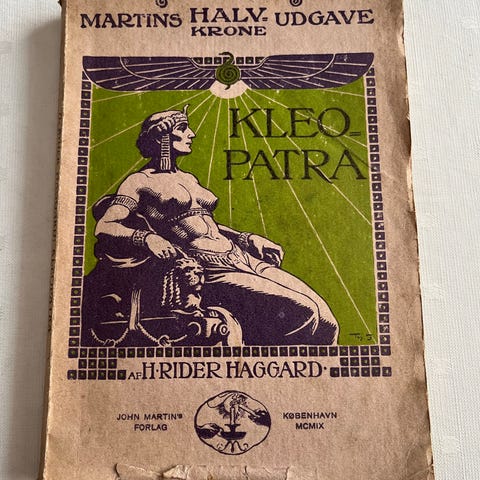 MARTINS HALV= UDGAVE
KRONE
KLEO=
PATRA
AF H·RIDER HAGGARD·
JOHN MARTIN'S
FORLAG
KØBENHAVN
MCMIX